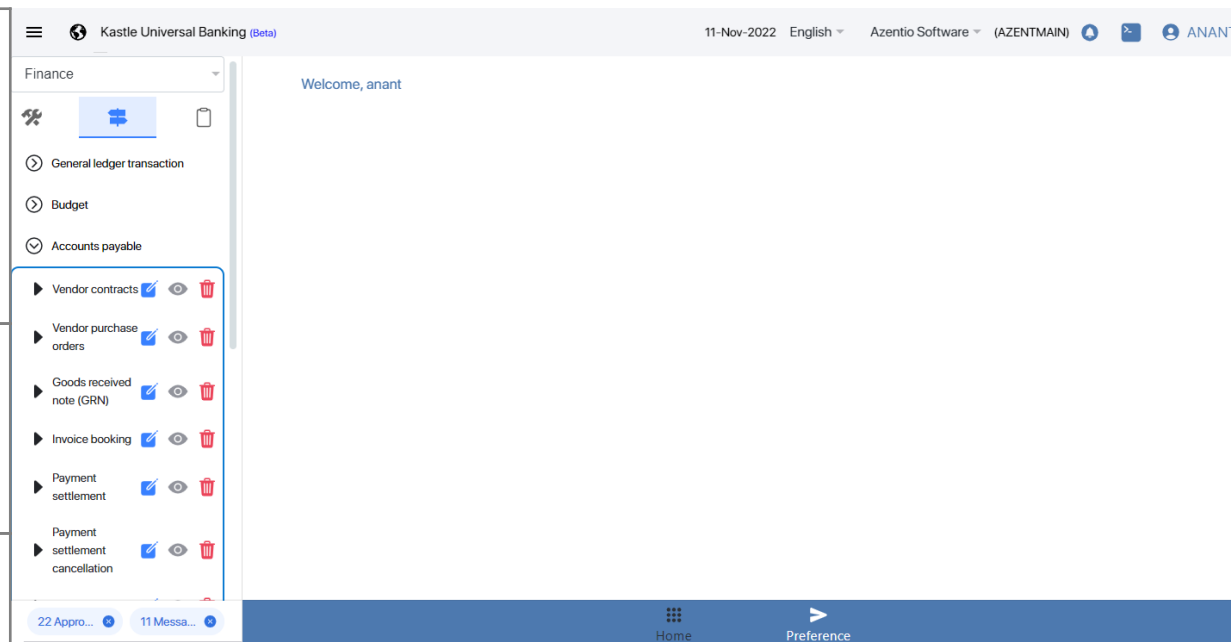 Kastle Universal Banking (Beta)
11-Nov-2022 English Azentio Software (AZENTMAIN) ANANT
Finance
Welcome, anant
General ledger transaction
Budget
Accounts payable
Vendor contracts
Vendor purchase
orders
Goods received
note (GRN)
Invoice booking
Payment
settlement
Payment
settlement
cancellation
22 Appro...
11 Messa...
Home
Preference